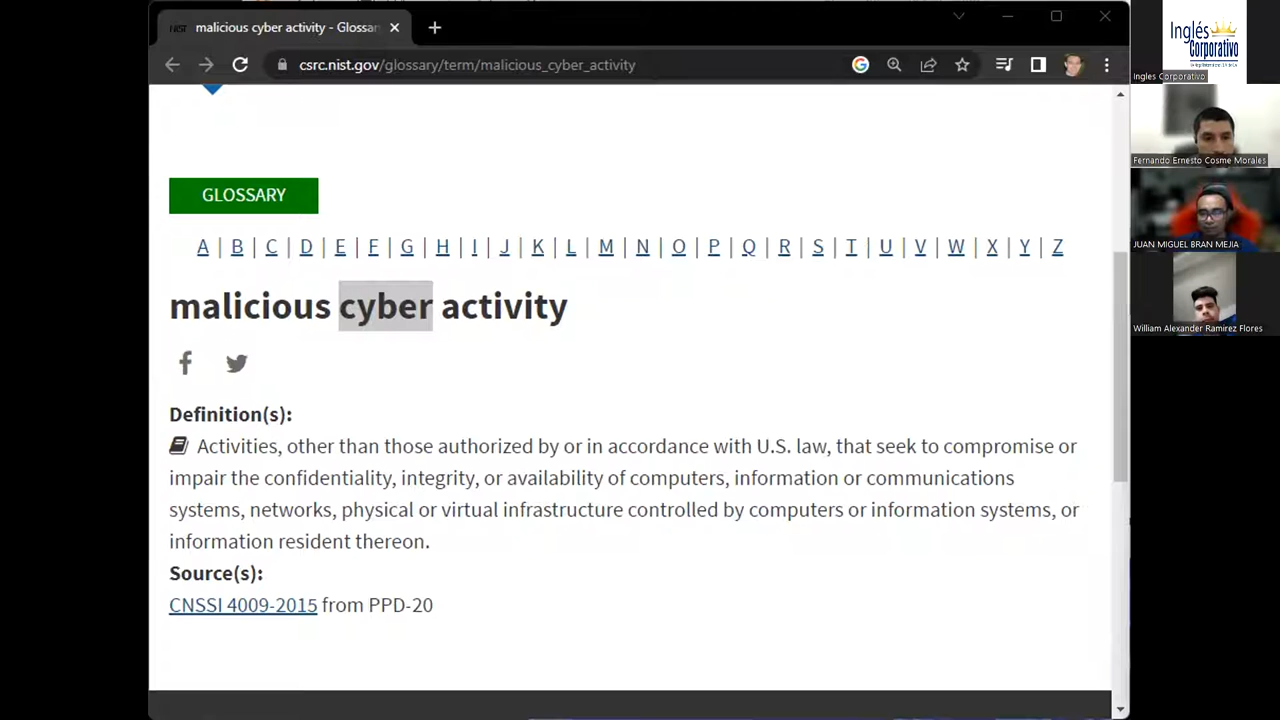 malicious cyber activity - Glossar
csrc.nist.gov/glossary/term/malicious_cyber_activity
GLOSSARY
A | B | C | D | E | F | G | H | I | J | K | L | M | N | O | P | Q | R | S | T | U | V | W | X | Y | Z
malicious cyber activity
Definition(s):
Activities, other than those authorized by or in accordance with U.S. law, that seek to compromise or
impair the confidentiality, integrity, or availability of computers, information or communications
systems, networks, physical or virtual infrastructure controlled by computers or information systems, or
information resident thereon.
Source(s):
CNSSI 4009-2015 from PPD-20
Inglés
Corporativo
Ingles Corporativo
Fernando Ernesto Cosme Morales
JUAN MIGUEL BRAN MEJIA
William Alexander Ramirez Flores